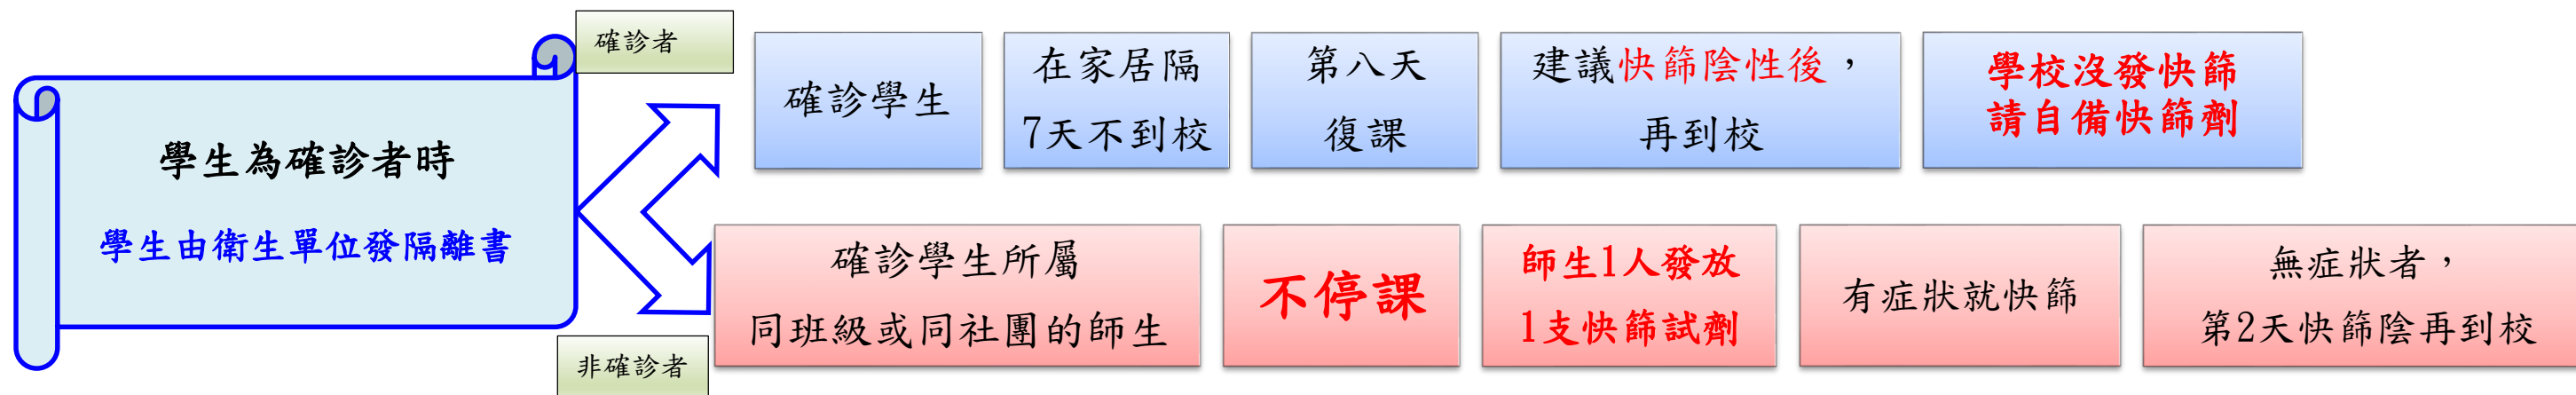 學生為確診者時
學生由衛生單位發隔離書
確診者
確診學生
在家居隔
7天不到校
第八天
復課
建議快篩陰性後，
再到校
學校沒發快篩
請自備快篩劑
非確診者
確診學生所屬
同班級或同社團的師生
不停課
師生1人發放
1支快篩試劑
有症狀就快篩
無症狀者，
第2天快篩陰再到校